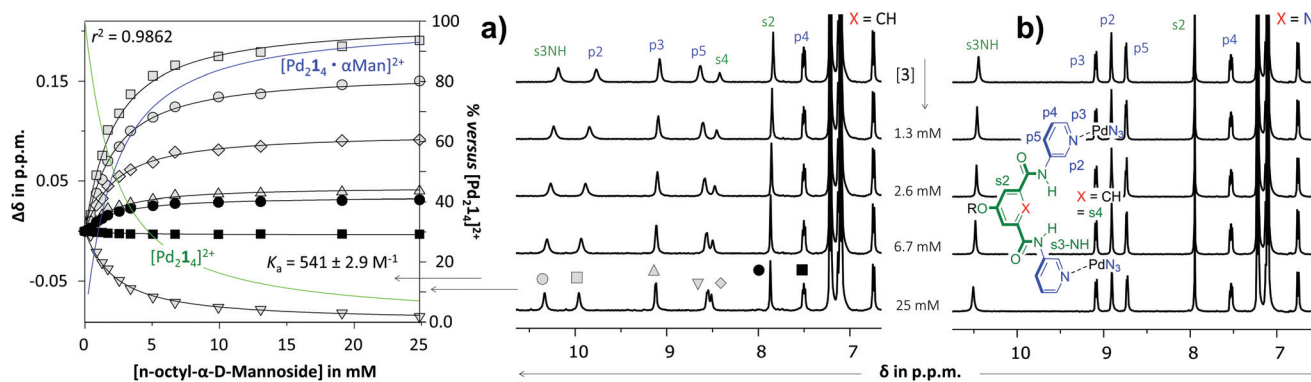 r² = 0.9862
0.15
0.05
-0.05
Δδ in p.p.m.
[Pd₂1₄ • αMan]²⁺
[Pd₂1₄]²⁺
Kₐ = 541 ± 2.9 M⁻¹
100
80
60
40
20
0.0
% versus [Pd₂1₄]²⁺
0 5 10 15 20 25
[n-octyl-α-D-Mannoside] in mM
a)
X = CH
s3NH p2 p3 p5 s4 s2 p4
10 9 8 7
[3]
1.3 mM
2.6 mM
6.7 mM
25 mM
b)
X = N
s3NH p3 p2 p5 s2 p4
p4 p3
p5 N PdN₃
p2
O N H
s2
X = CH
= s4
RO X
s3-NH
O N H
N PdN₃
10 9 8 7
δ in p.p.m.